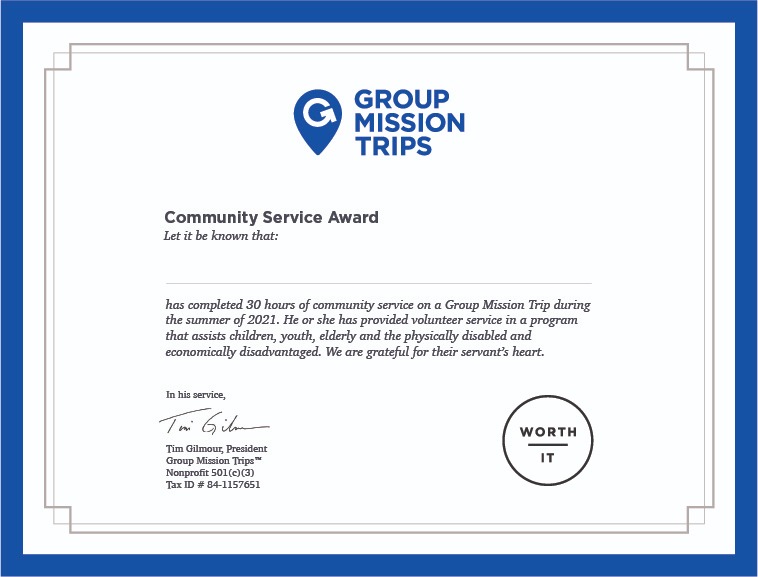 G
GROUP
MISSION
TRIPS
Community Service Award
Let it be known that:
has completed 30 hours of community service on a Group Mission Trip during
the summer of 2021. He or she has provided volunteer service in a program
that assists children, youth, elderly and the physically disabled and
economically disadvantaged. We are grateful for their servant's heart.
In his service,
Tim Gilmour
Tim Gilmour, President
Group Mission Trips™
Nonprofit 501(c)(3)
Tax ID # 84-1157651
WORTH
IT